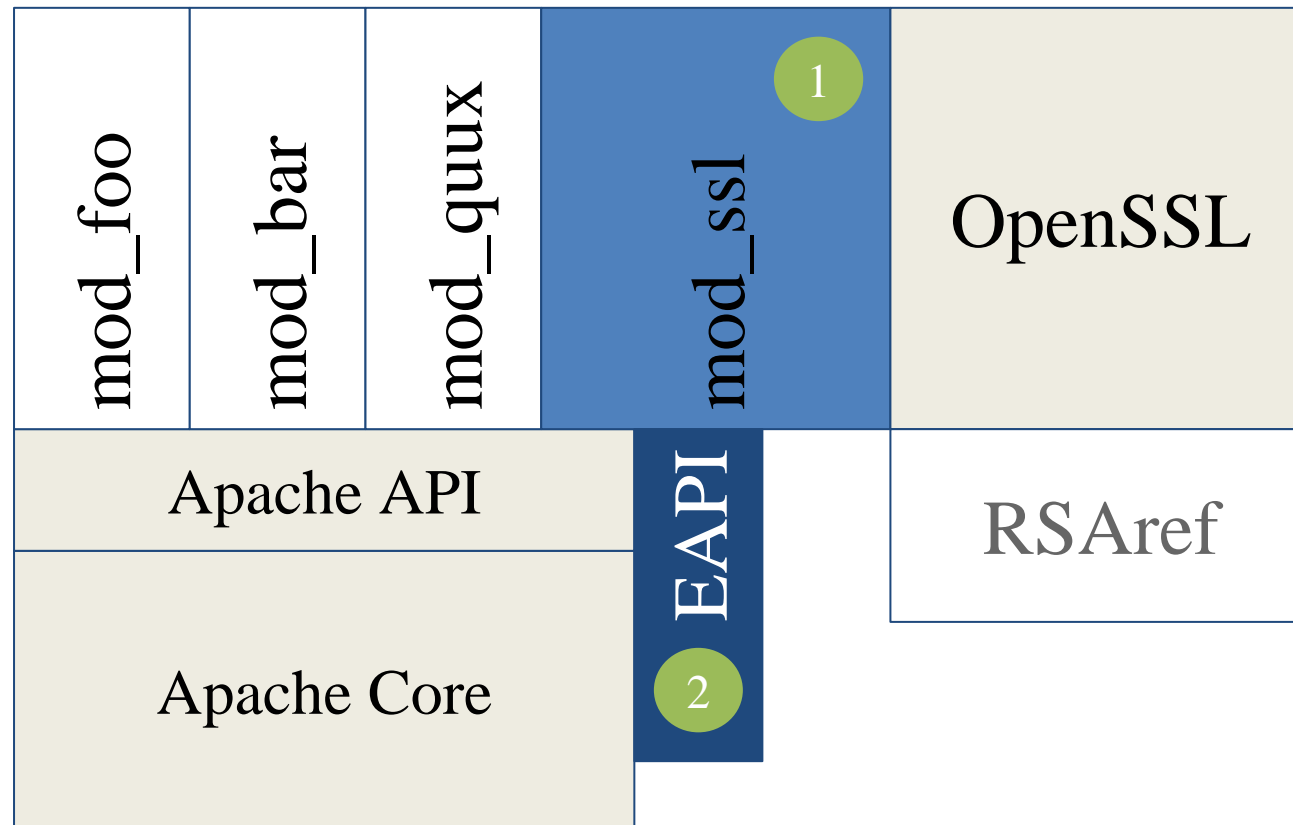 mod_foo
mod_bar
mod_quux
mod_ssl
1
OpenSSL
Apache API
EAPI
RSAref
Apache Core
2